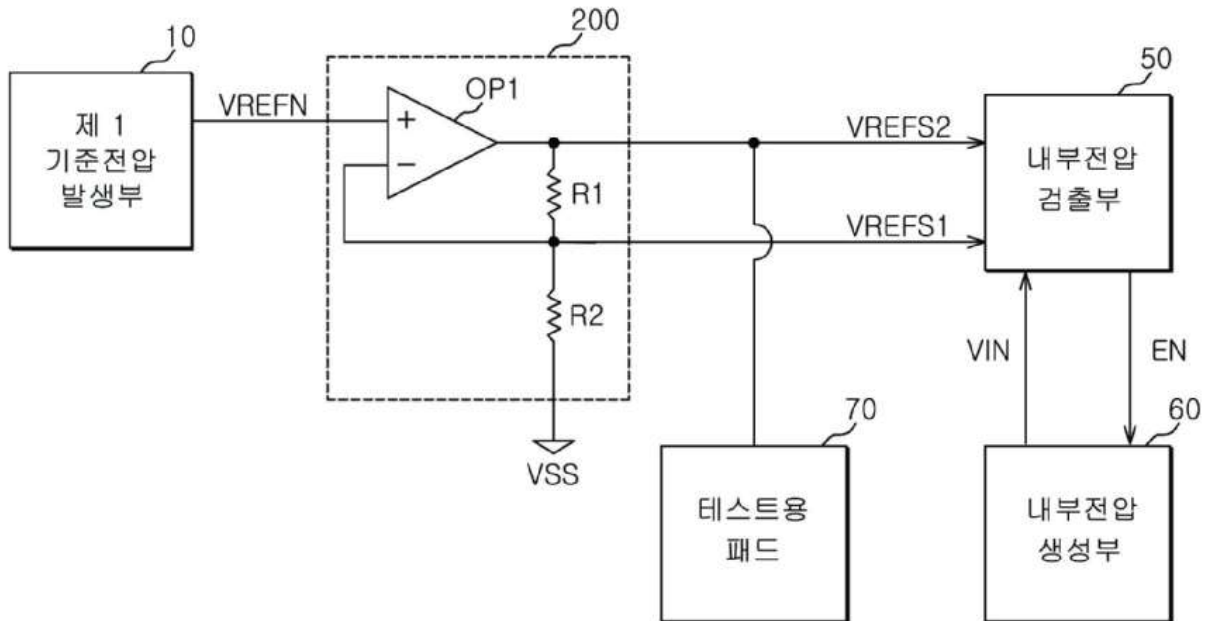 200
10
50
OP1
VREFN
+
제 1
기준전압
발생부
VREFS2
내부전압
검출부
−
R1
VREFS1
R2
VIN
EN
70
60
VSS
테스트용
패드
내부전압
생성부